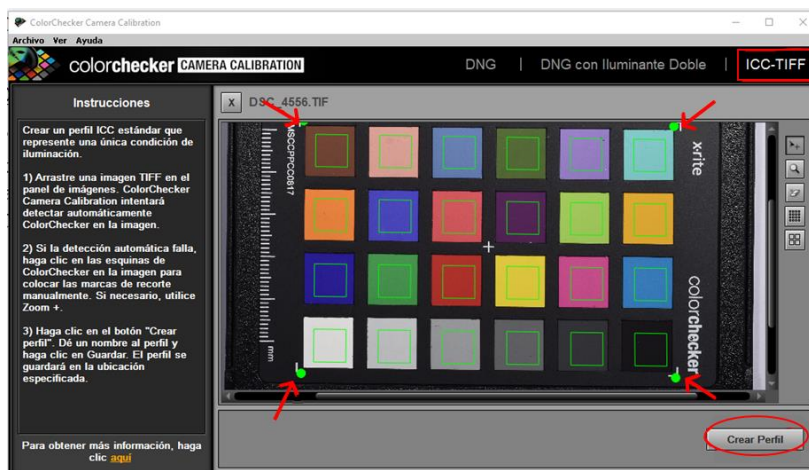 ColorChecker Camera Calibration
Archivo Ver Ayuda
colorchecker CAMERA CALIBRATION
DNG | DNG con Iluminante Doble | ICC-TIFF
Instrucciones
Crear un perfil ICC estándar que
represente una única condición de
iluminación.
1) Arrastre una imagen TIFF en el
panel de imágenes. ColorChecker
Camera Calibration intentará
detectar automáticamente
ColorChecker en la imagen.
2) Si la detección automática falla,
haga clic en las esquinas de
ColorChecker en la imagen para
colocar las marcas de recorte
manualmente. Si necesario, utilice
Zoom +.
3) Haga clic en el botón "Crear
perfil". Dé un nombre al perfil y
haga clic en Guardar. El perfil se
guardará en la ubicación
especificada.
Para obtener más información, haga
clic aquí
X DSC_4556.TIF
MSCCPPCC0817
mm
x·rite
colorchecker
Crear Perfil